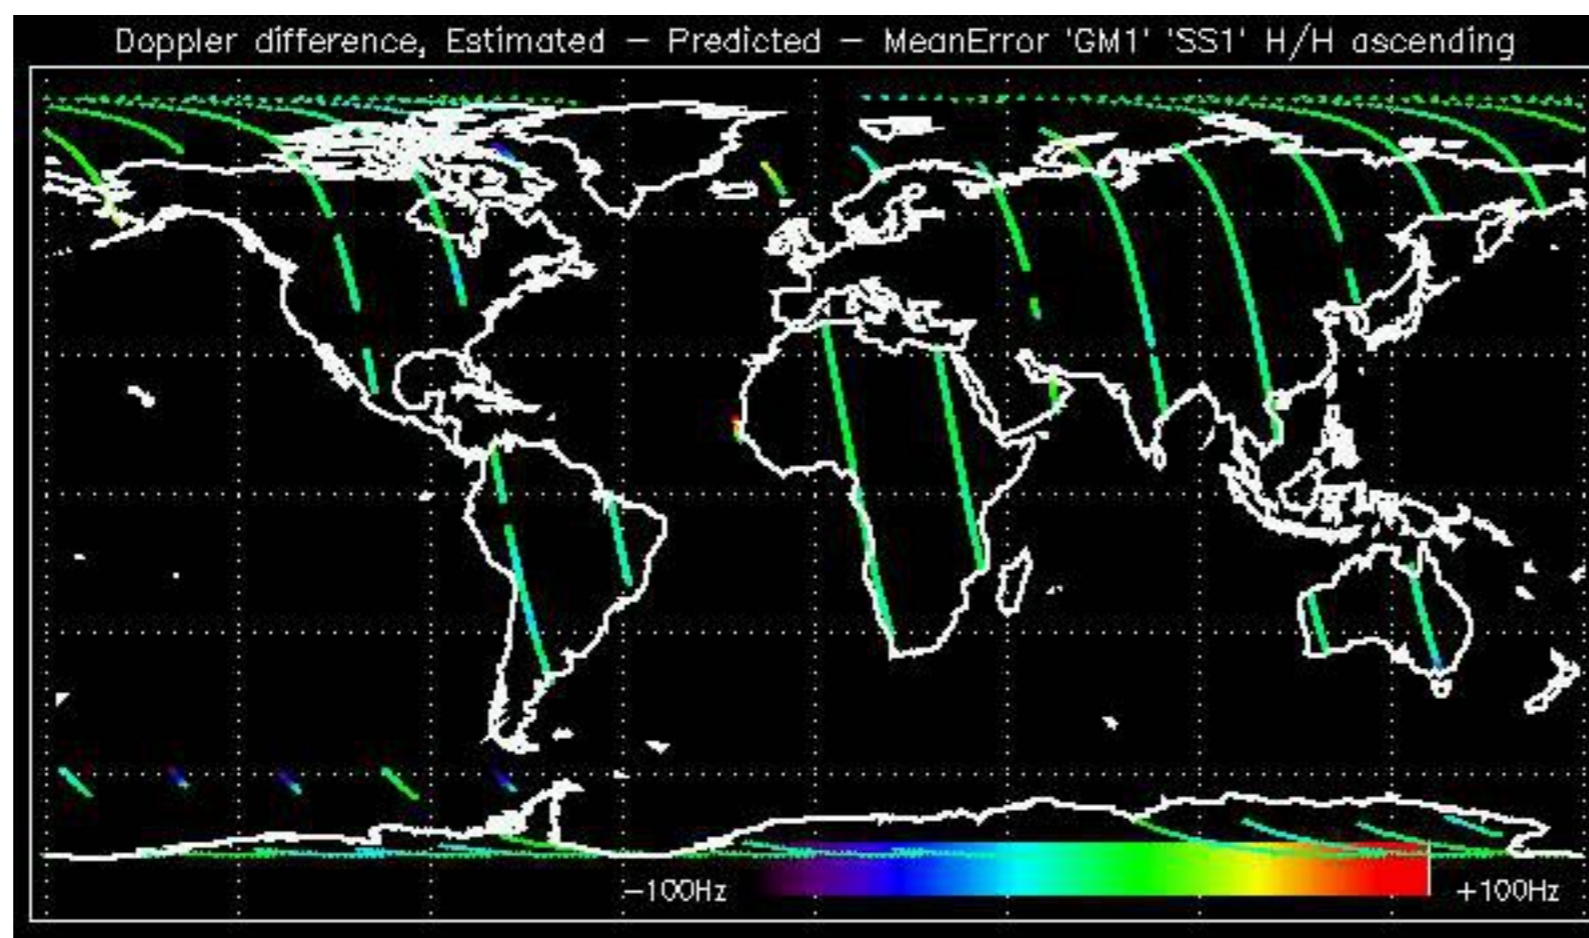 Doppler difference, Estimated – Predicted – MeanError 'GM1' 'SS1' H/H ascending
–100Hz
+100Hz